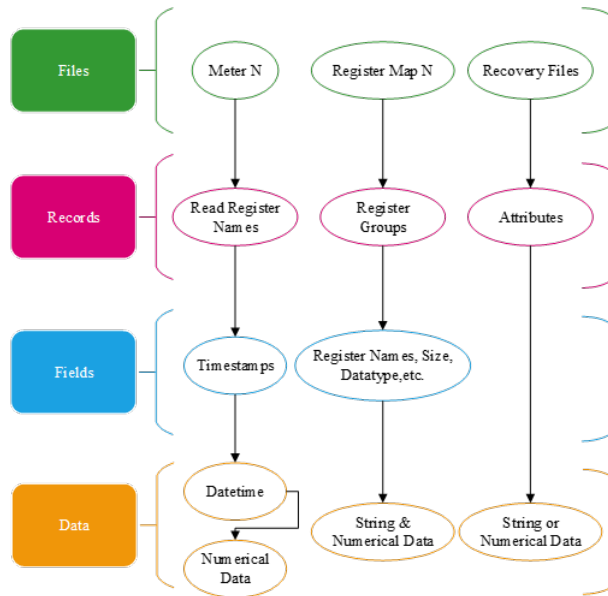 Files
Meter N
Register Map N
Recovery Files
Records
Read Register
Names
Register
Groups
Attributes
Fields
Timestamps
Register Names, Size,
Datatype,etc.
Data
Datetime
Numerical
Data
String &
Numerical Data
String or
Numerical Data